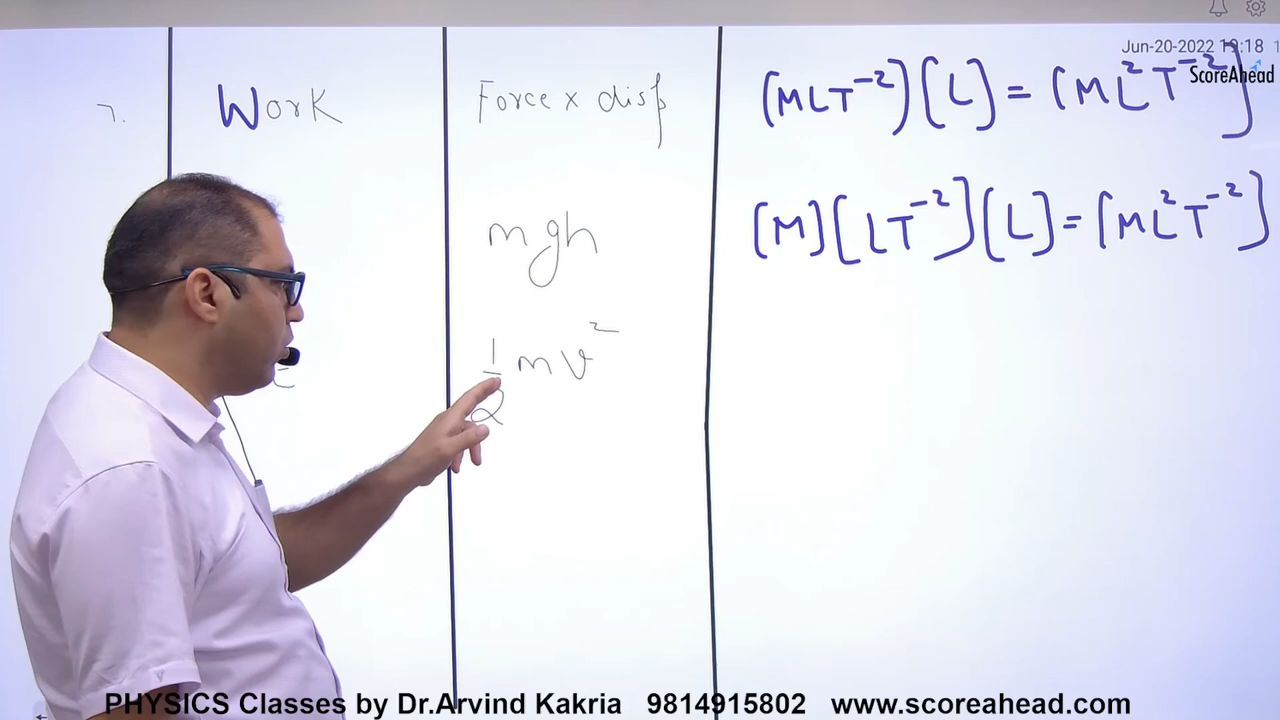 Jun-20-2022 19:18
ScoreAhead
7. Work Force x disp (MLT⁻²)[L] = [ML²T⁻²]
mgh [M][LT⁻²][L] = [ML²T⁻²]
1/2 mv²
PHYSICS Classes by Dr.Arvind Kakria 9814915802 www.scoreahead.com